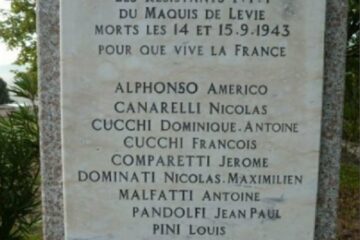 LES RÉSISTANTS
DU MAQUIS DE LEVIE
MORTS LES 14 ET 15.9.1943
POUR QUE VIVE LA FRANCE
ALPHONSO AMERICO
CANARELLI NICOLAS
CUCCHI DOMINIQUE.ANTOINE
CUCCHI FRANCOIS
COMPARETTI JEROME
DOMINATI NICOLAS.MAXIMILIEN
MALFATTI ANTOINE
PANDOLFI JEAN PAUL
PINI LOUIS